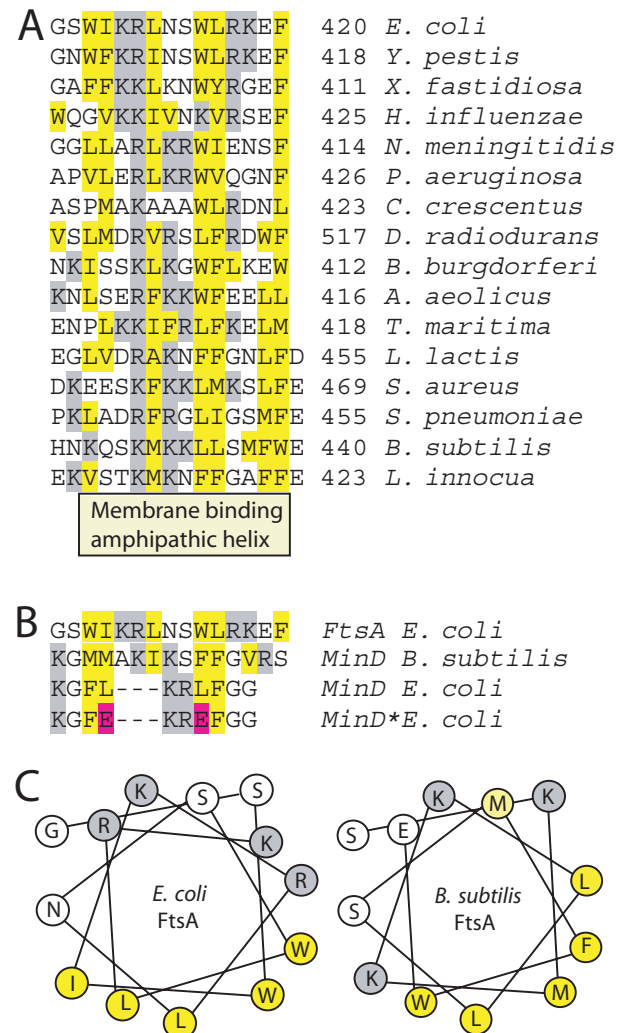 A
GSWIKRLNSWLRKEF 420 E. coli
GNWFKRINSWLRKEF 418 Y. pestis
GAFFKKLKNWYRGEF 411 X. fastidiosa
WQGVKKIVNKVRSEF 425 H. influenzae
GGLLARLKRWIENSF 414 N. meningitidis
APVLERLKRWVQGNF 426 P. aeruginosa
ASPMAKAAAWLRDNL 423 C. crescentus
VSLMDRVRSLFRDWF 517 D. radiodurans
NKISSKLKGWFLKEW 412 B. burgdorferi
KNLSERFKKWFEELL 416 A. aeolicus
ENPLKKIFRLFKELM 418 T. maritima
EGLVDRAKNFFGNLFD 455 L. lactis
DKEESKFKKLMKSLFE 469 S. aureus
PKLADRFRGLIGSMFE 455 S. pneumoniae
HNKQSKMKKLLSMFWE 440 B. subtilis
EKVSTKMKNFFGAFFE 423 L. innocua
Membrane binding
amphipathic helix
B
GSWIKRLNSWLRKEF FtsA E. coli
KGMMAKIKSFFGVRS MinD B. subtilis
KGFL---KRLFGG MinD E. coli
KGFE---KREFGG MinD* E. coli
C
K S S
G R K
R
N
E. coli
FtsA
W
I L L W
K M K
S E
L
S
B. subtilis
FtsA
F
K W L M